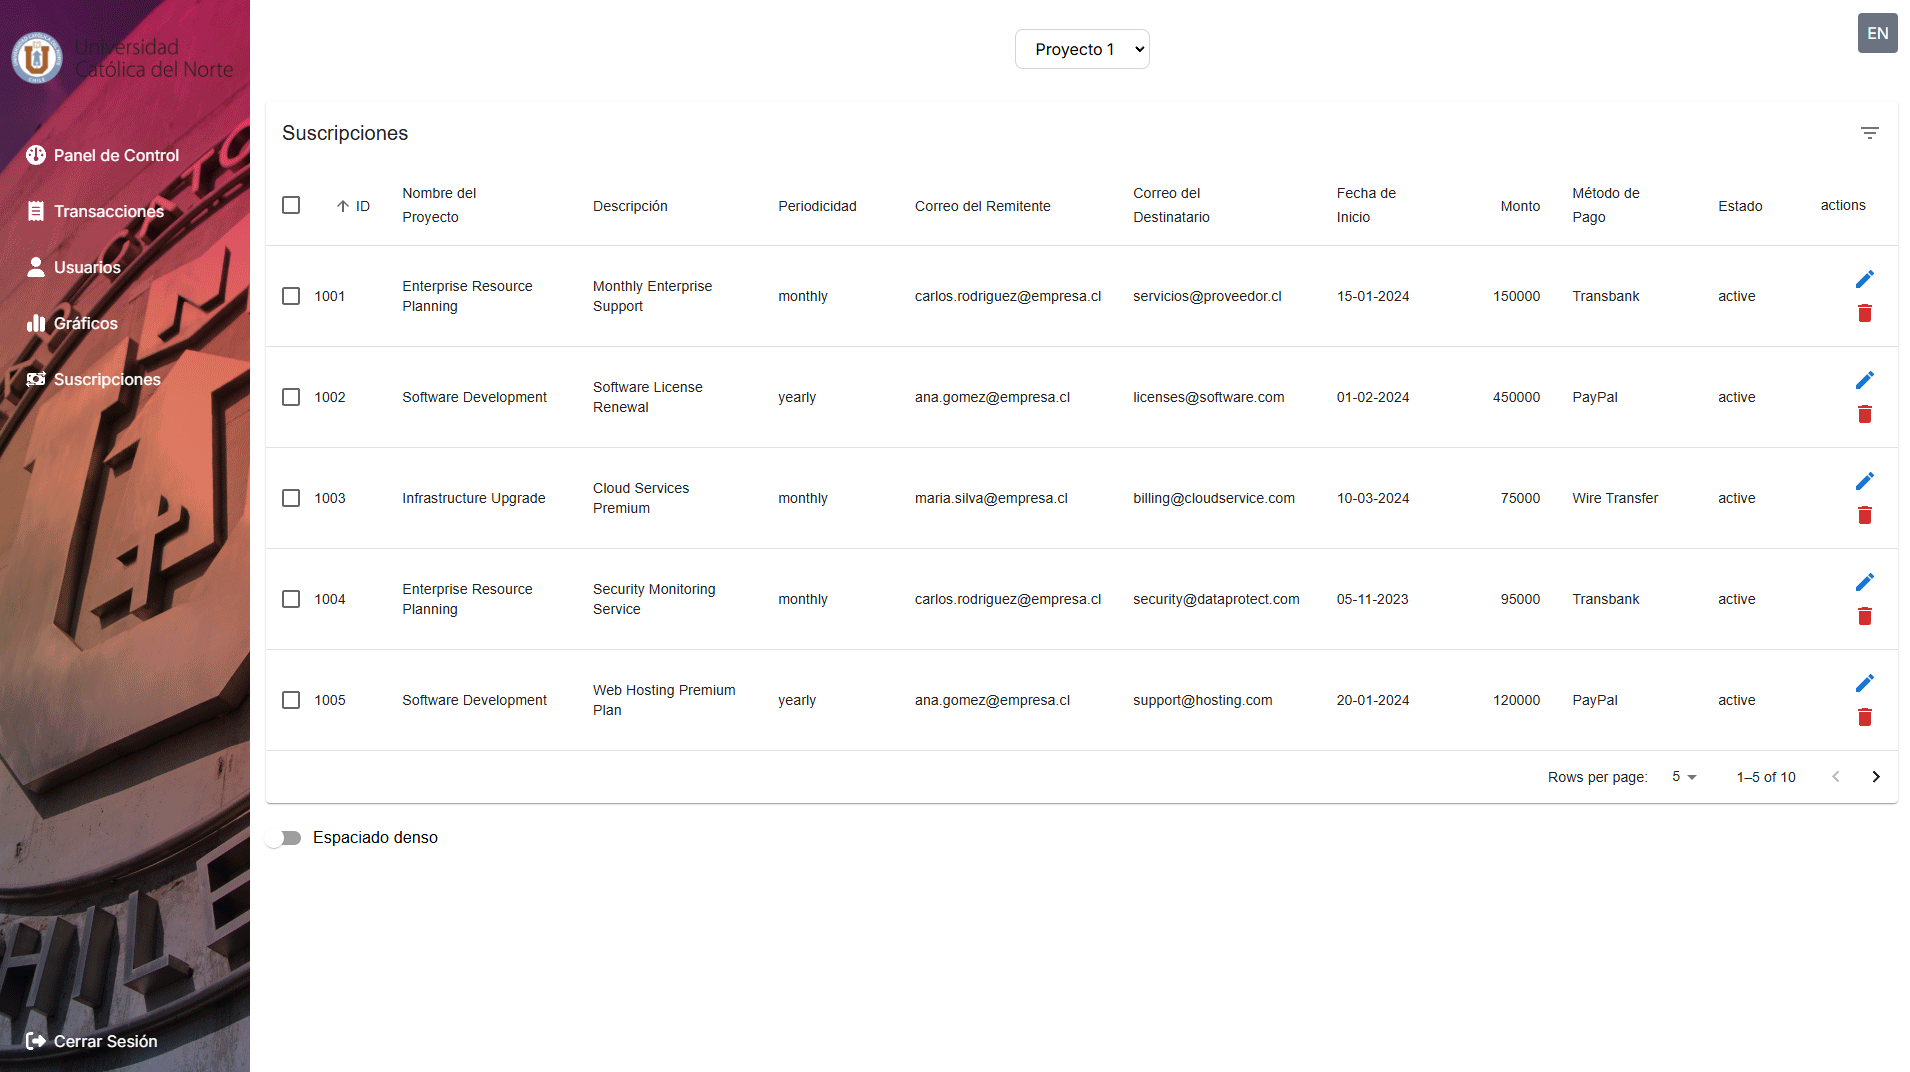 Universidad
Católica del Norte
Panel de Control
Transacciones
Usuarios
Gráficos
Suscripciones
Cerrar Sesión
Proyecto 1
EN
Suscripciones
ID
Nombre del
Proyecto
Descripción
Periodicidad
Correo del Remitente
Correo del
Destinatario
Fecha de
Inicio
Monto
Método de
Pago
Estado
actions
1001
Enterprise Resource
Planning
Monthly Enterprise
Support
monthly
carlos.rodriguez@empresa.cl
servicios@proveedor.cl
15-01-2024
150000
Transbank
active
1002
Software Development
Software License
Renewal
yearly
ana.gomez@empresa.cl
licenses@software.com
01-02-2024
450000
PayPal
active
1003
Infrastructure Upgrade
Cloud Services
Premium
monthly
maria.silva@empresa.cl
billing@cloudservice.com
10-03-2024
75000
Wire Transfer
active
1004
Enterprise Resource
Planning
Security Monitoring
Service
monthly
carlos.rodriguez@empresa.cl
security@dataprotect.com
05-11-2023
95000
Transbank
active
1005
Software Development
Web Hosting Premium
Plan
yearly
ana.gomez@empresa.cl
support@hosting.com
20-01-2024
120000
PayPal
active
Rows per page: 5 1–5 of 10
Espaciado denso